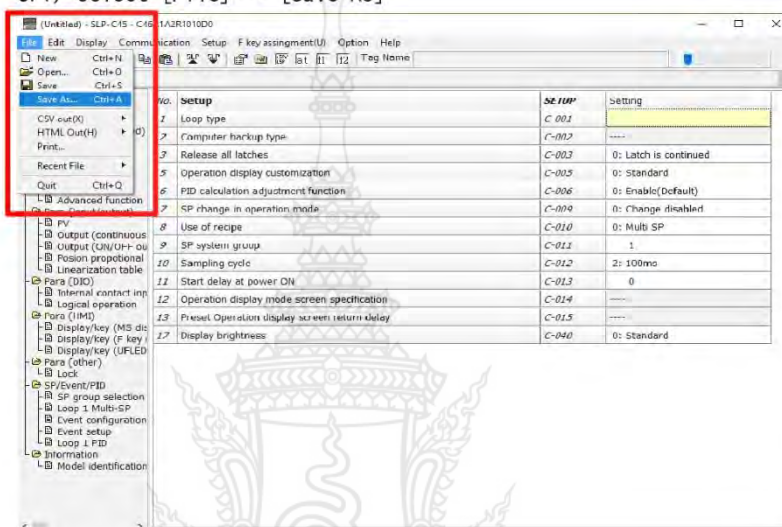 [File]
(Untitled) - SLP-C45 - C46
1A2R1010D0
File Edit Display Communication Setup F key assingment(U) Option Help
Tag Name
New Ctrl+N
Open... Ctrl+O
Save Ctrl+S
Save As... Ctrl+A
CSV out(X)
HTML Out(H)
Print...
Recent File
Quit Ctrl+Q
No. Setup SETUP Setting
1 Loop type C-001
2 Computer backup type C-002 ----
3 Release all latches C-003 0: Latch is continued
5 Operation display customization C-005 0: Standard
6 PID calculation adjustment function C-006 0: Enable(Default)
7 SP change in operation mode C-009 0: Change disabled
8 Use of recipe C-010 0: Multi SP
9 SP system group C-011 1
10 Sampling cycle C-012 2: 100ms
11 Start delay at power ON C-013 0
12 Operation display mode screen specification C-014 ----
13 Preset Operation display screen return delay C-015 ----
17 Display brightness C-040 0: Standard
Advanced function
PV
Output (continuous
Output (ON/OFF ou
Posion propotional
Linearization table
Para (DIO)
Internal contact inp
Logical operation
Para (HMI)
Display/key (MS dis
Display/key (F key
Display/key (UFLED
Para (other)
Lock
SP/Event/PID
SP group selection
Loop 1 Multi-SP
Event configuration
Event setup
Loop 1 PID
Information
Model identification